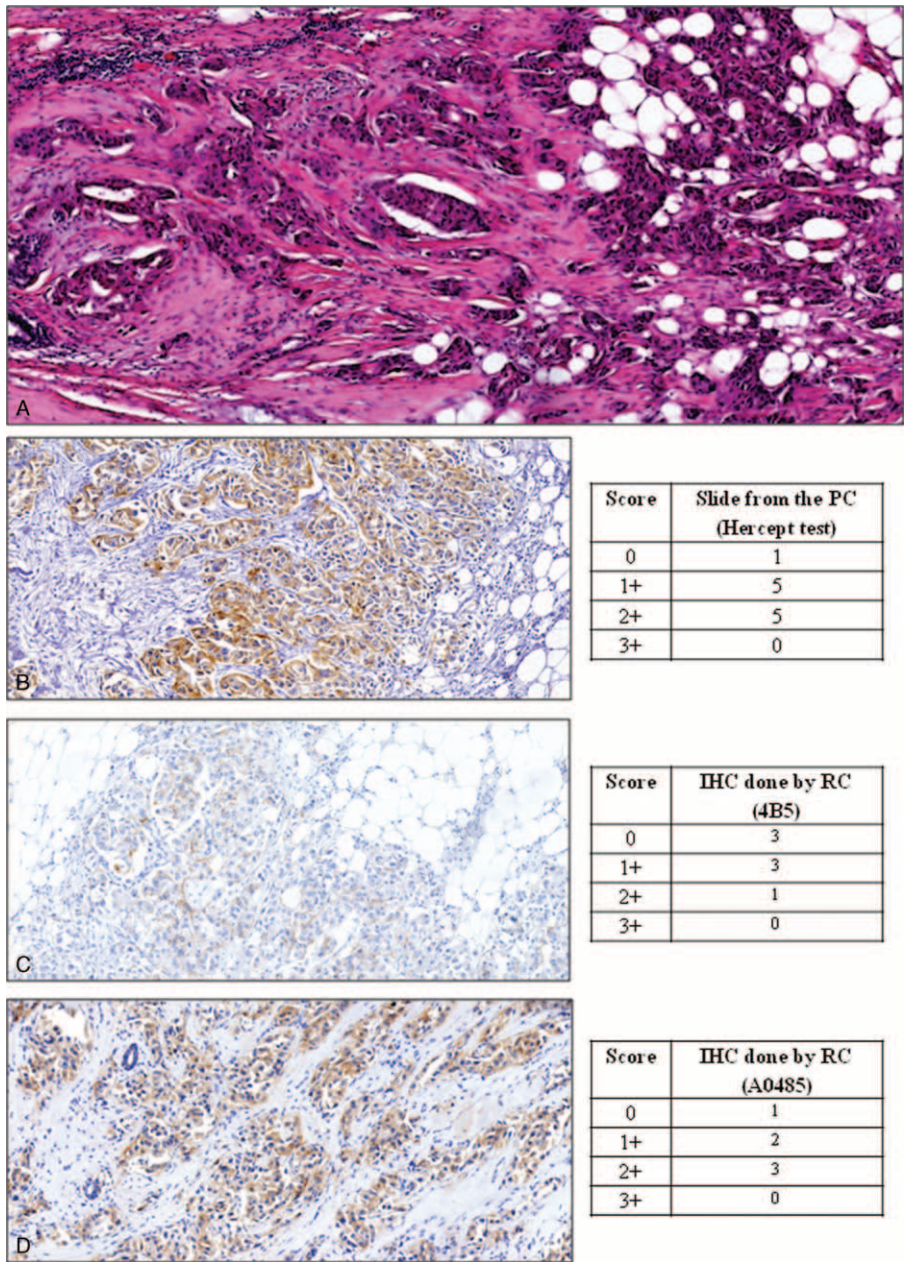 A
B
Score Slide from the PC
(Hercept test)
0 1
1+ 5
2+ 5
3+ 0
C
Score IHC done by RC
(4B5)
0 3
1+ 3
2+ 1
3+ 0
D
Score IHC done by RC
(A0485)
0 1
1+ 2
2+ 3
3+ 0